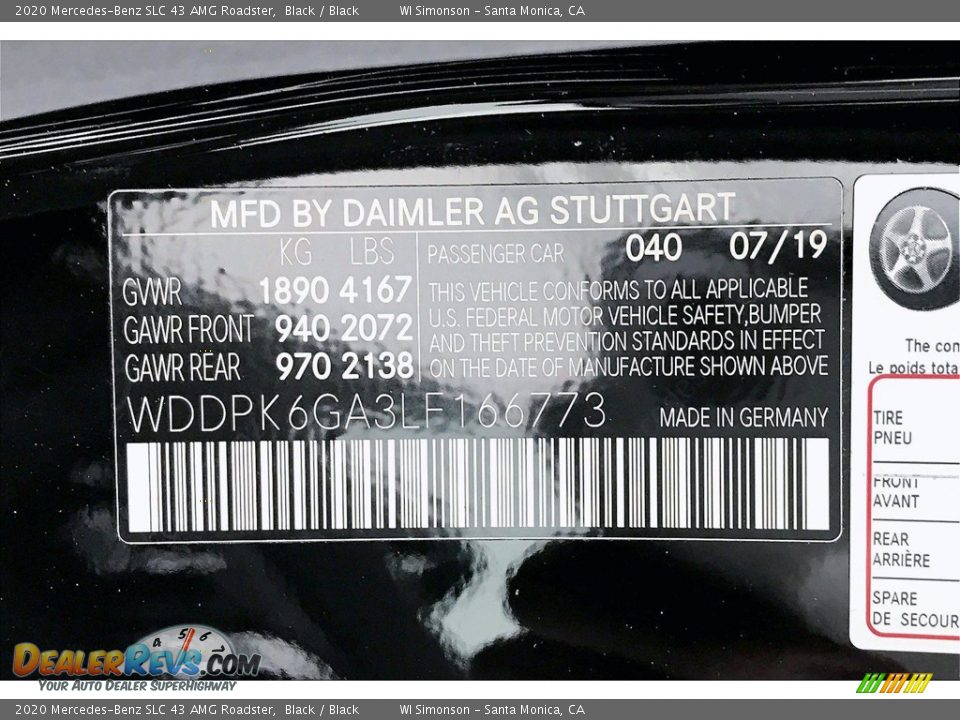 2020 Mercedes-Benz SLC 43 AMG Roadster, Black / Black WI Simonson - Santa Monica, CA
MFD BY DAIMLER AG STUTTGART
KG LBS
GVWR 1890 4167
GAWR FRONT 940 2072
GAWR REAR 970 2138
PASSENGER CAR 040 07/19
THIS VEHICLE CONFORMS TO ALL APPLICABLE
U.S. FEDERAL MOTOR VEHICLE SAFETY, BUMPER
AND THEFT PREVENTION STANDARDS IN EFFECT
ON THE DATE OF MANUFACTURE SHOWN ABOVE
WDDPK6GA3LF166773 MADE IN GERMANY
The com
Le poids tota
TIRE
PNEU
FRONT
AVANT
REAR
ARRIÈRE
SPARE
DE SECOUR
4 5 6
DEALERREVS.COM
YOUR AUTO DEALER SUPERHIGHWAY
2020 Mercedes-Benz SLC 43 AMG Roadster, Black / Black WI Simonson - Santa Monica, CA